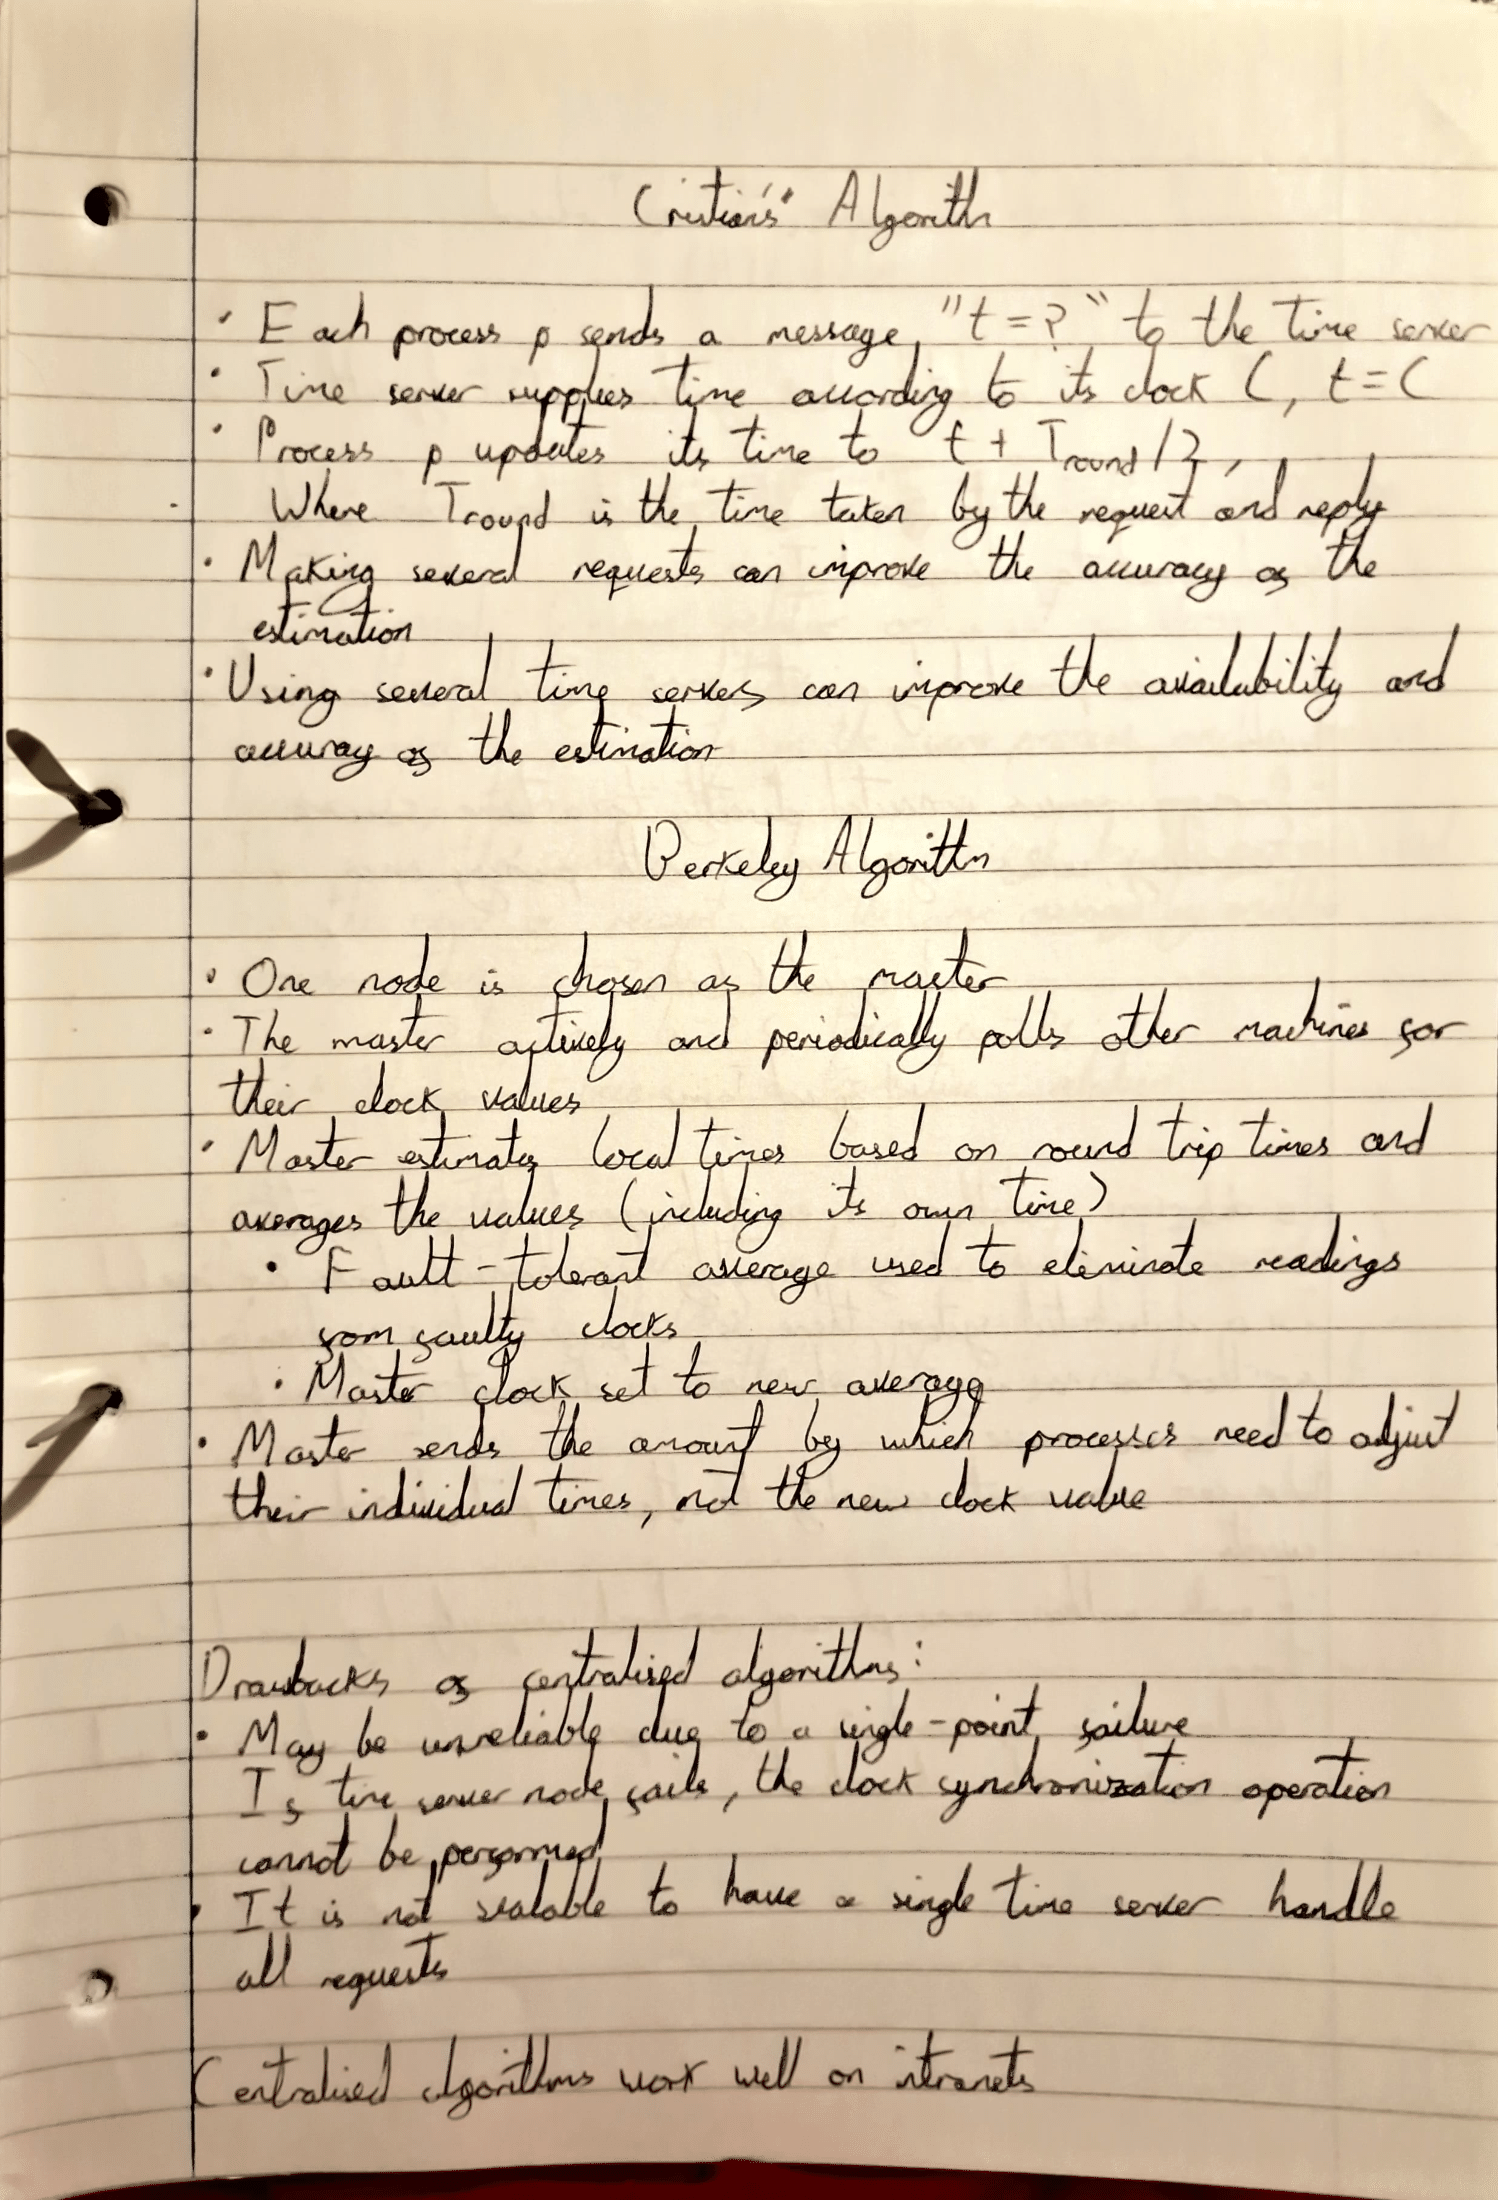 Cristian's Algorithm
• Each process p sends a message "t=?" to the time server
• Time server supplies time according to its clock C, t=C
• Process p updates its time to t + Tround/2,
Where Tround is the time taken by the request and reply
• Making several requests can improve the accuracy of the
estimation
• Using several time servers can improve the availability and
accuracy of the estimation
Berkeley Algorithm
• One node is chosen as the master
• The master actively and periodically polls other machines for
their clock values
• Master estimates local times based on round trip times and
averages the values (including its own time)
• Fault-tolerant average used to eliminate readings
from faulty clocks
• Master clock set to new average
• Master sends the amount by which processes need to adjust
their individual times, not the new clock value
Drawbacks of centralised algorithms:
• May be unreliable due to a single-point failure
If time server node fails, the clock synchronization operation
cannot be performed
• It is not scalable to have a single time server handle
all requests
Centralised algorithms work well on intranets